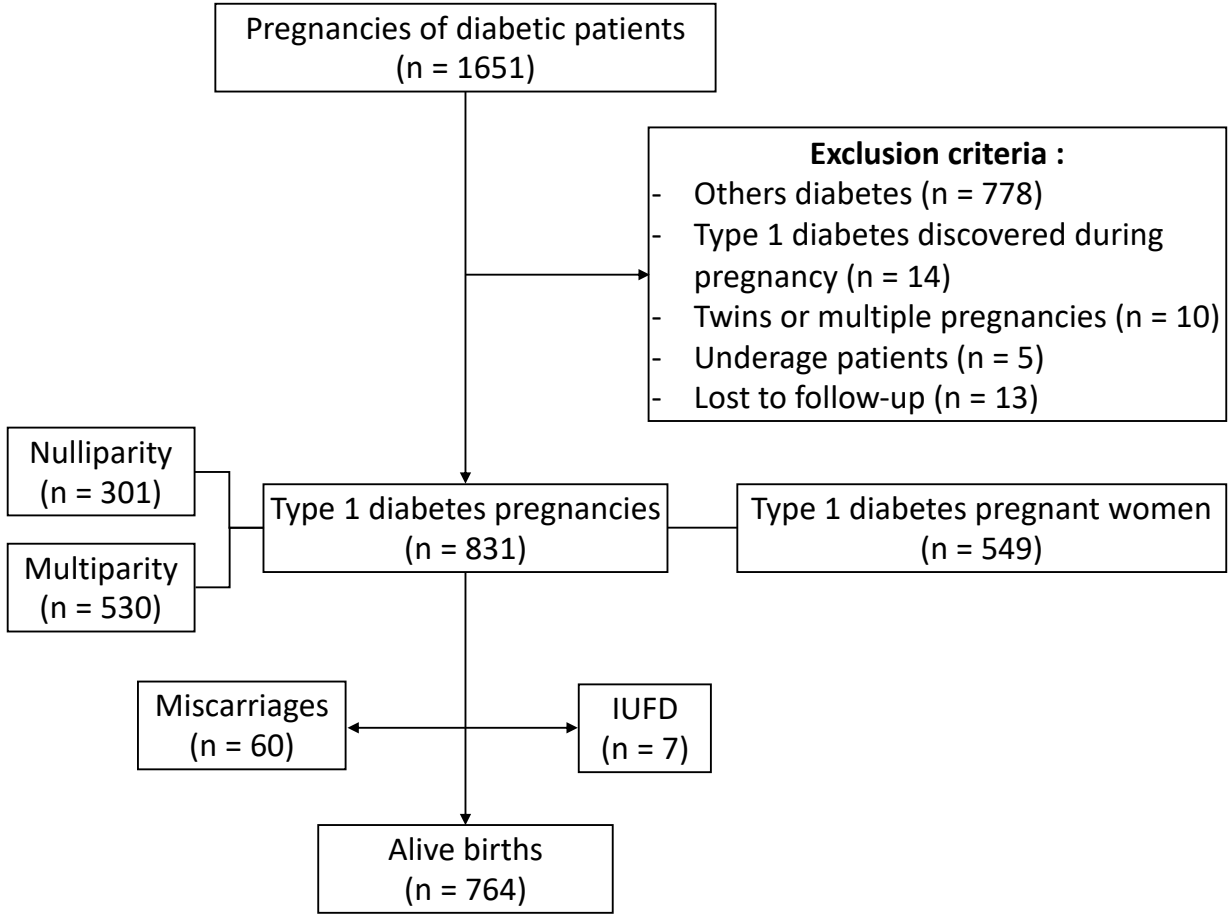 Pregnancies of diabetic patients
(n = 1651)
Exclusion criteria :
- Others diabetes (n = 778)
- Type 1 diabetes discovered during
pregnancy (n = 14)
- Twins or multiple pregnancies (n = 10)
- Underage patients (n = 5)
- Lost to follow-up (n = 13)
Nulliparity
(n = 301)
Multiparity
(n = 530)
Type 1 diabetes pregnancies
(n = 831)
Type 1 diabetes pregnant women
(n = 549)
Miscarriages
(n = 60)
IUFD
(n = 7)
Alive births
(n = 764)